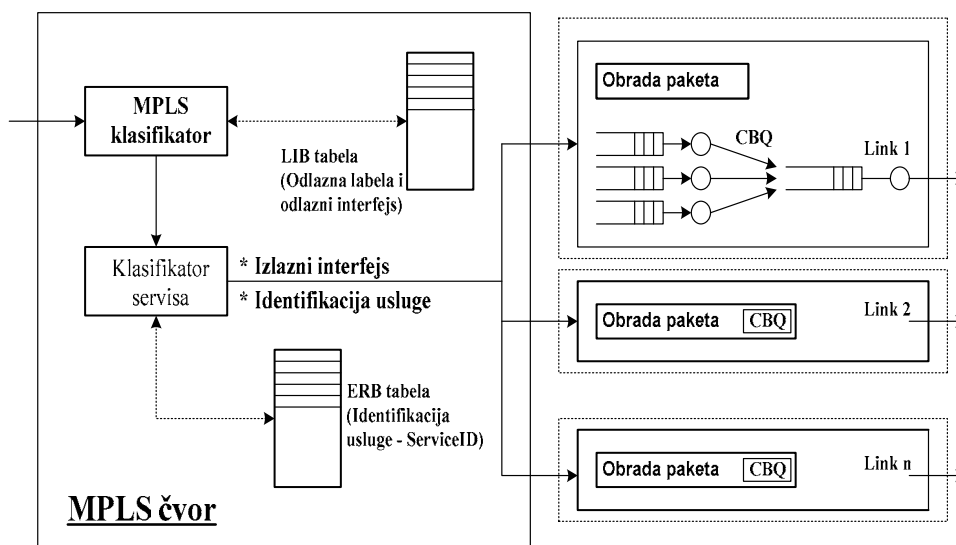 MPLS
klasifikator
LIB tabela
(Odlazna labela i
odlazni interfejs)
Klasifikator
servisa
* Izlazni interfejs
* Identifikacija usluge
ERB tabela
(Identifikacija
usluge - ServiceID)
MPLS čvor
Obrada paketa
CBQ
Link 1
Obrada paketa
CBQ
Link 2
Obrada paketa
CBQ
Link n